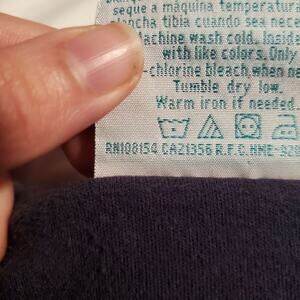 seque a máquina temperatura
plancha tibia cuando sea nece
Machine wash cold. Inside
with like colors. Only
-chlorine bleach, when ne
Tumble dry low.
Warm iron if needed.
RN108154 CA21356 R.F.C.HME-920